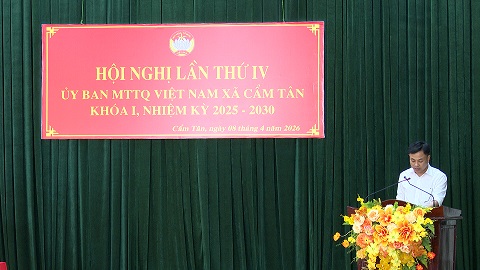 HỘI NGHỊ LẦN THỨ IV
ỦY BAN MTTQ VIỆT NAM XÃ CẨM TÂN
KHÓA I, NHIỆM KỲ 2025 - 2030
Cẩm Tân, ngày 08 tháng 4 năm 2026